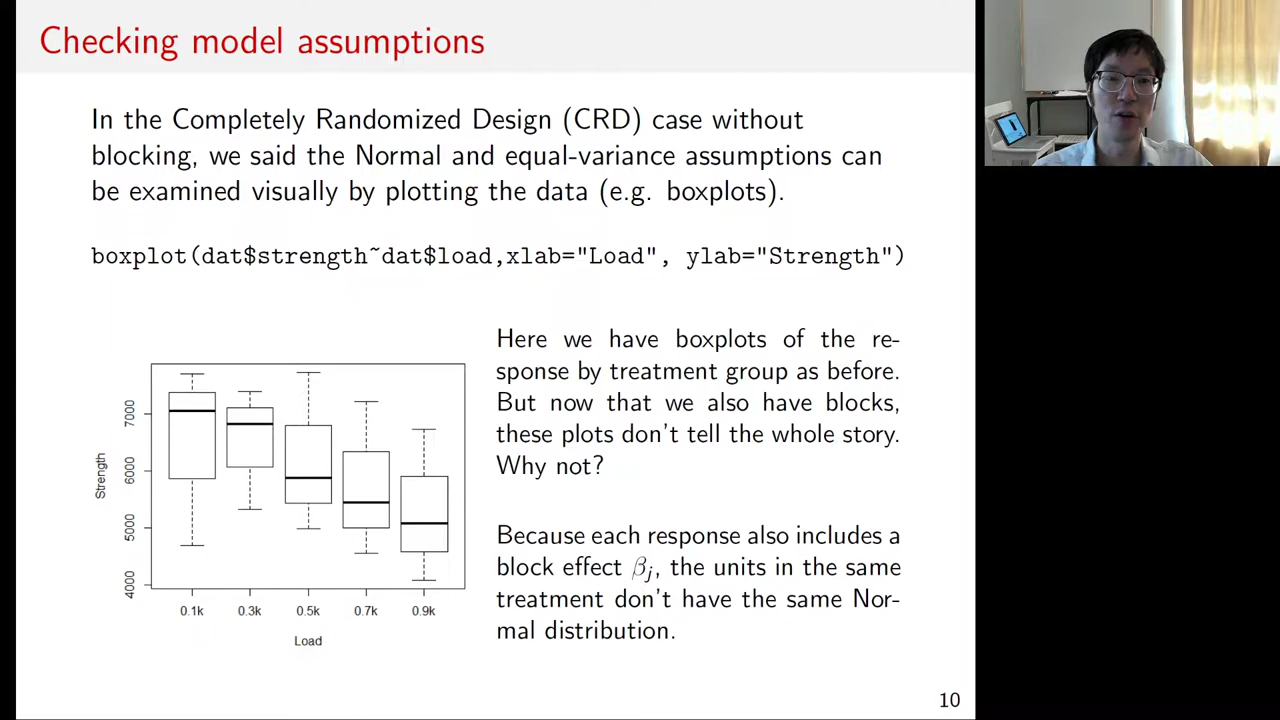 Checking model assumptions
In the Completely Randomized Design (CRD) case without
blocking, we said the Normal and equal-variance assumptions can
be examined visually by plotting the data (e.g. boxplots).
boxplot(dat$strength~dat$load,xlab="Load", ylab="Strength")
Strength
7000
6000
5000
4000
0.1k 0.3k 0.5k 0.7k 0.9k
Load
Here we have boxplots of the re-
sponse by treatment group as before.
But now that we also have blocks,
these plots don't tell the whole story.
Why not?
Because each response also includes a
block effect βj, the units in the same
treatment don't have the same Nor-
mal distribution.
10